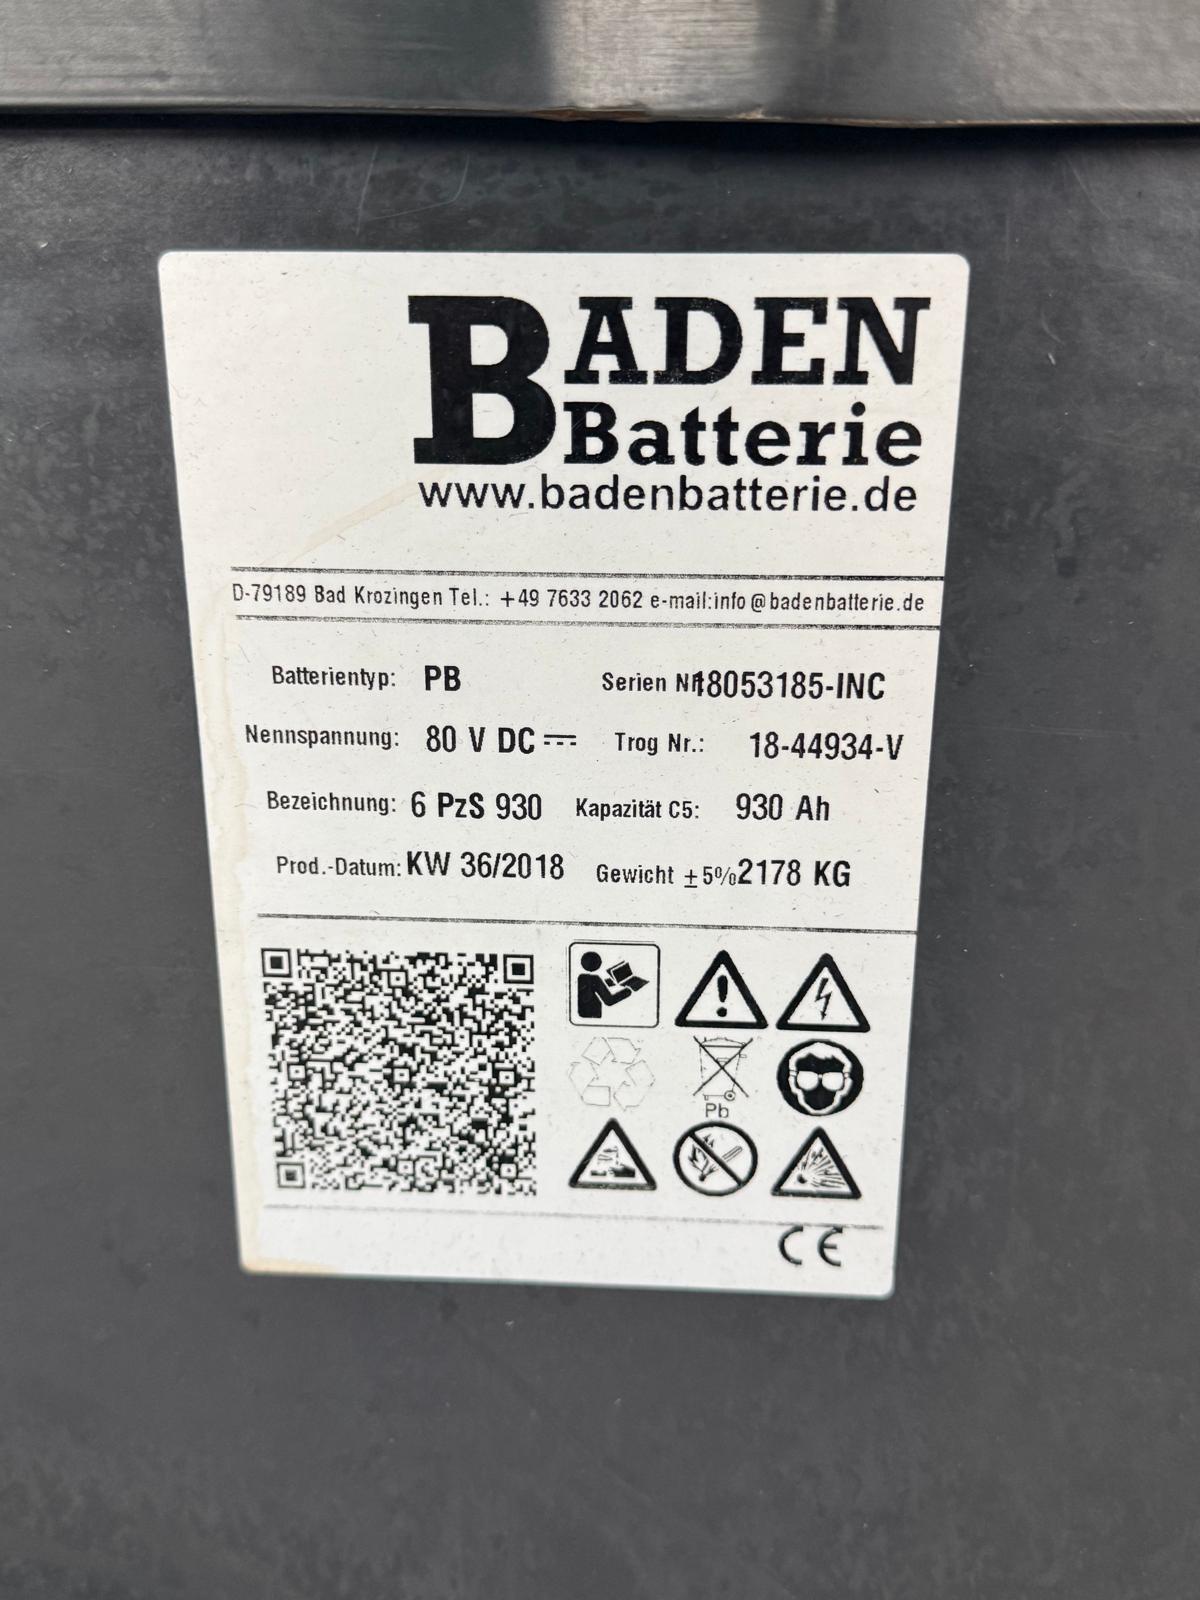 BADEN
Batterie
www.badenbatterie.de
D-79189 Bad Krozingen Tel.: +49 7633 2062 e-mail:info@badenbatterie.de
Batterientyp: PB Serien Nr 18053185-INC
Nennspannung: 80 V DC Trog Nr.: 18-44934-V
Bezeichnung: 6 PzS 930 Kapazität C5: 930 Ah
Prod.-Datum: KW 36/2018 Gewicht ±5% 2178 KG
Pb
CE